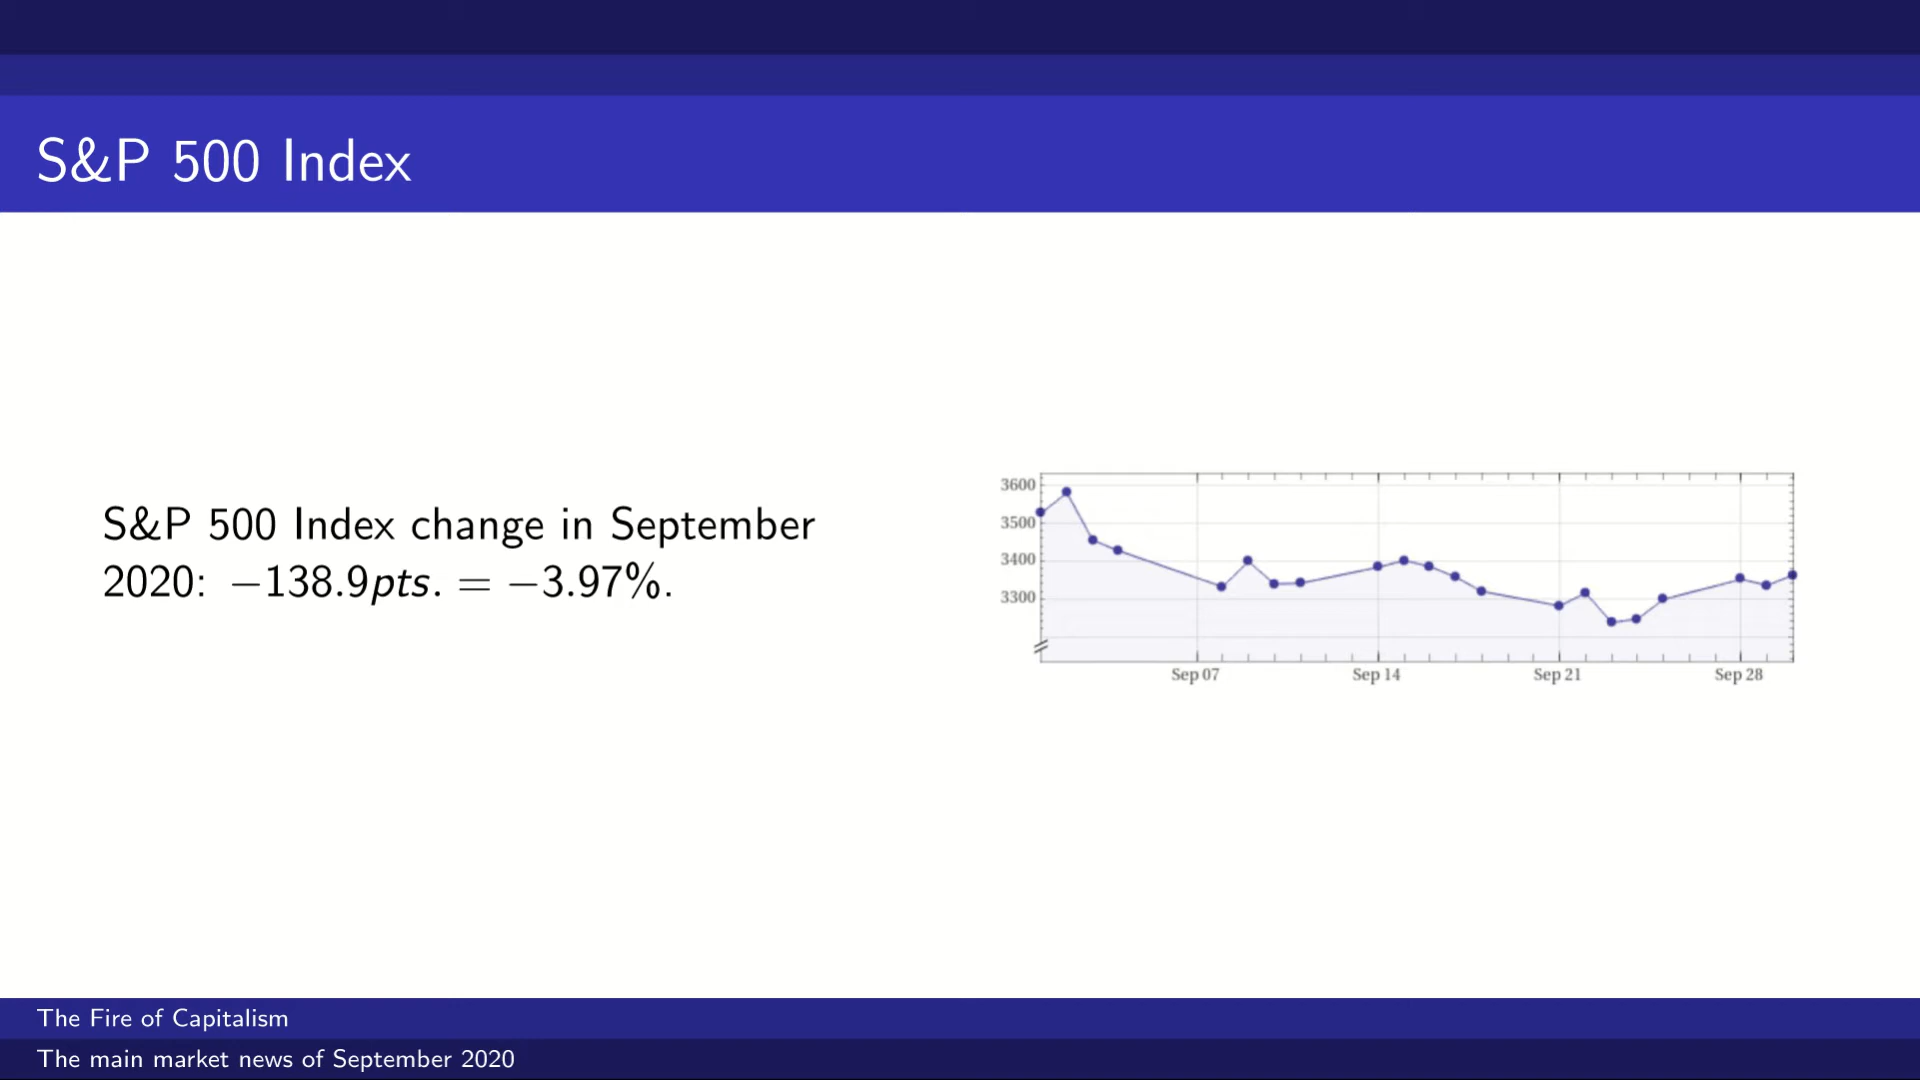 S&P 500 Index
S&P 500 Index change in September
2020: −138.9pts. = −3.97%.
3600
3500
3400
3300
Sep 07 Sep 14 Sep 21 Sep 28
The Fire of Capitalism
The main market news of September 2020